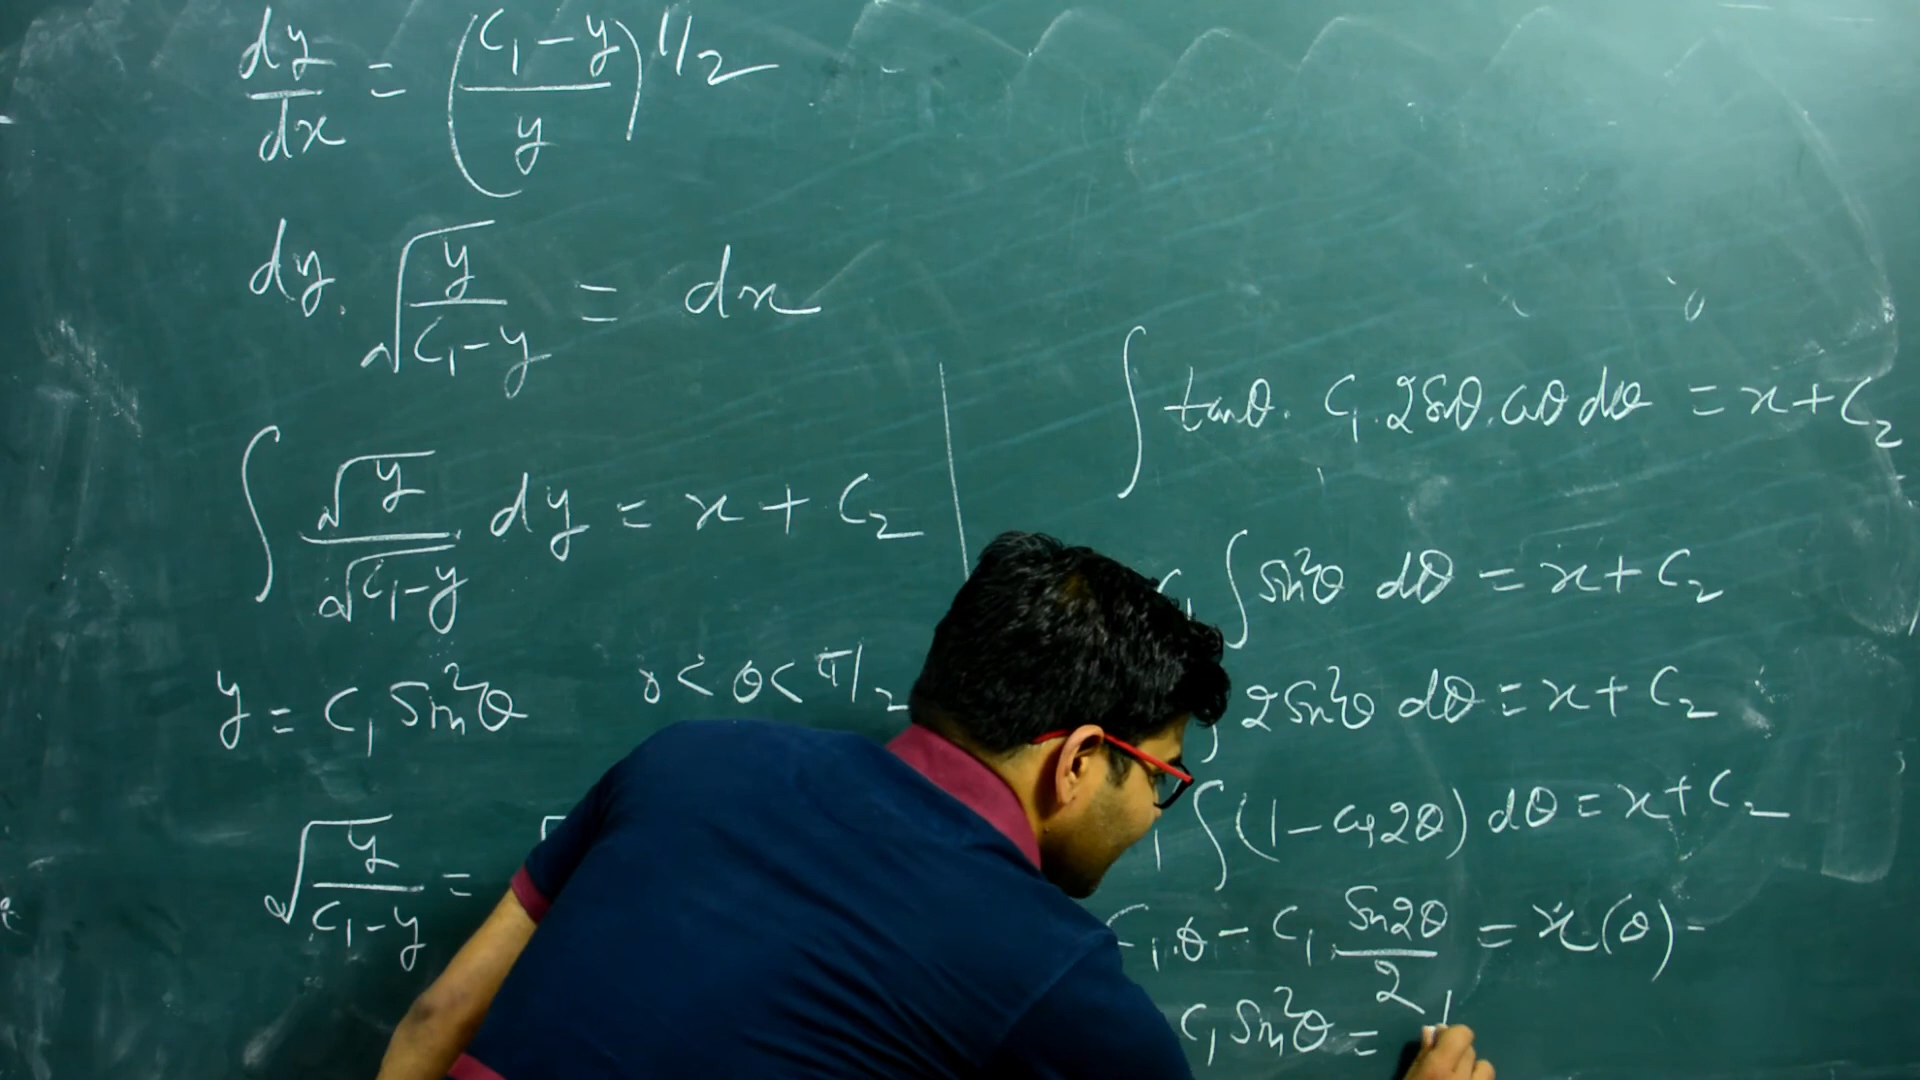 dy/dx = ((C₁ - y)/y)^1/2
dy. √(y/(C₁-y)) = dx
∫ √y/√(C₁-y) dy = x + C₂
y = C₁ Sin²θ 0 < θ < π/2
√(y/(C₁-y)) =
∫ tanθ. C₁.2Sinθ.cosθ dθ = x + C₂
∫ sin²θ dθ = x + C₂
2Sin²θ dθ = x + C₂
∫ (1 - cos2θ) dθ = x + C₂
C₁.θ - C₁ Sin2θ/2 = x(θ) -
C₁ Sin²θ =